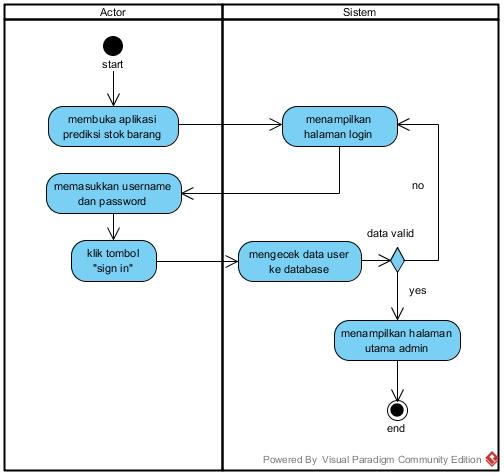 Actor
Sistem
start
membuka aplikasi
prediksi stok barang
menampilkan
halaman login
memasukkan username
dan password
no
data valid
klik tombol
"sign in"
mengecek data user
ke database
yes
menampilkan halaman
utama admin
end
Powered By Visual Paradigm Community Edition